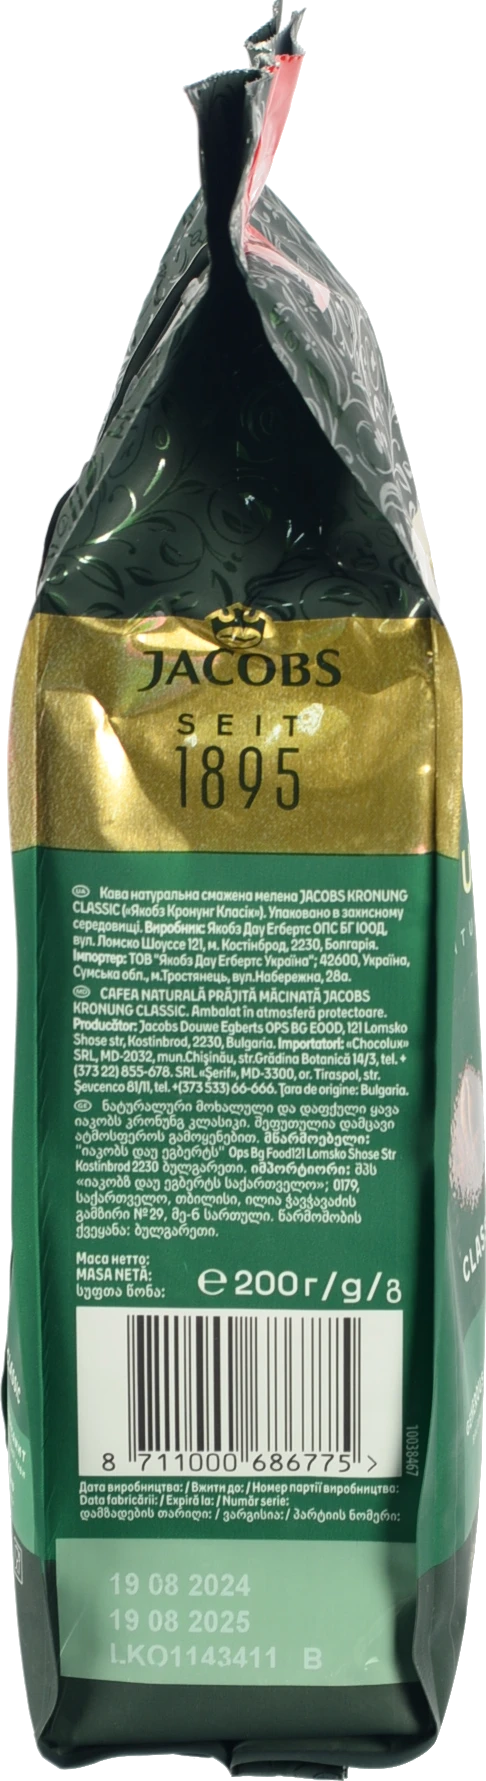 JACOBS
SEIT
1895
UA Кава натуральна смажена мелена JACOBS KRONUNG
CLASSIC («Якобз Кронунг Класік»). Упаковано в захисному
середовищі. Виробник: Якобз Дау Егбертс ОПС БГ ІООД,
вул. Ломско Шоуссе 121, м. Костінброд, 2230, Болгарія.
Імпортер: ТОВ "Якобз Дау Егбертс Україна"; 42600, Україна,
Сумська обл., м.Тростянець, вул.Набережна, 28а.
MD CAFEA NATURALĂ PRĂJITĂ MĂCINATĂ JACOBS
KRONUNG CLASSIC. Ambalat în atmosferă protectoare.
Producător: Jacobs Douwe Egberts OPS BG EOOD, 121 Lomsko
Shose str, Kostinbrod, 2230, Bulgaria. Importatori: «Chocolux»
SRL, MD-2032, mun.Chişinău, str.Grădina Botanică 14/3, tel. +
(373 22) 855-678. SRL «Şerif», MD-3300, or. Tiraspol, str.
Şevcenco 81/11, tel. +(373 533) 66-666. Ţara de origine: Bulgaria.
GE ნატურალური მოხალული და დაფქული ყავა
იაკობს კრონუნგ კლასიკი. შეფუთულია დამცავი
ატმოსფეროს გამოყენებით. მწარმოებელი:
"იაკობს დაუ ეგბერტს" Ops Bg Food121 Lomsko Shose Str
Kostinbrod 2230 ბულგარეთი. იმპორტიორი: შპს
«იაკობზ დაუ ეგბერტს საქართველო»; 0179,
საქართველო, თბილისი, ილია ჭავჭავაძის
გამზირი №29, მე-6 სართული. წარმოშობის
ქვეყანა: ბულგარეთი.
Маса нетто:
MASA NETĂ:
სუფთა წონა:
℮ 200г/g/გ
8 711000 686775 >
10038467
Дата виробництва: / Вжити до: / Номер партії виробництва:
Data fabricării: / Expiră la: / Număr serie:
დამზადების თარიღი: / ვარგისია: / პარტიის ნომერი:
19 08 2024
19 08 2025
LKO1143411 B